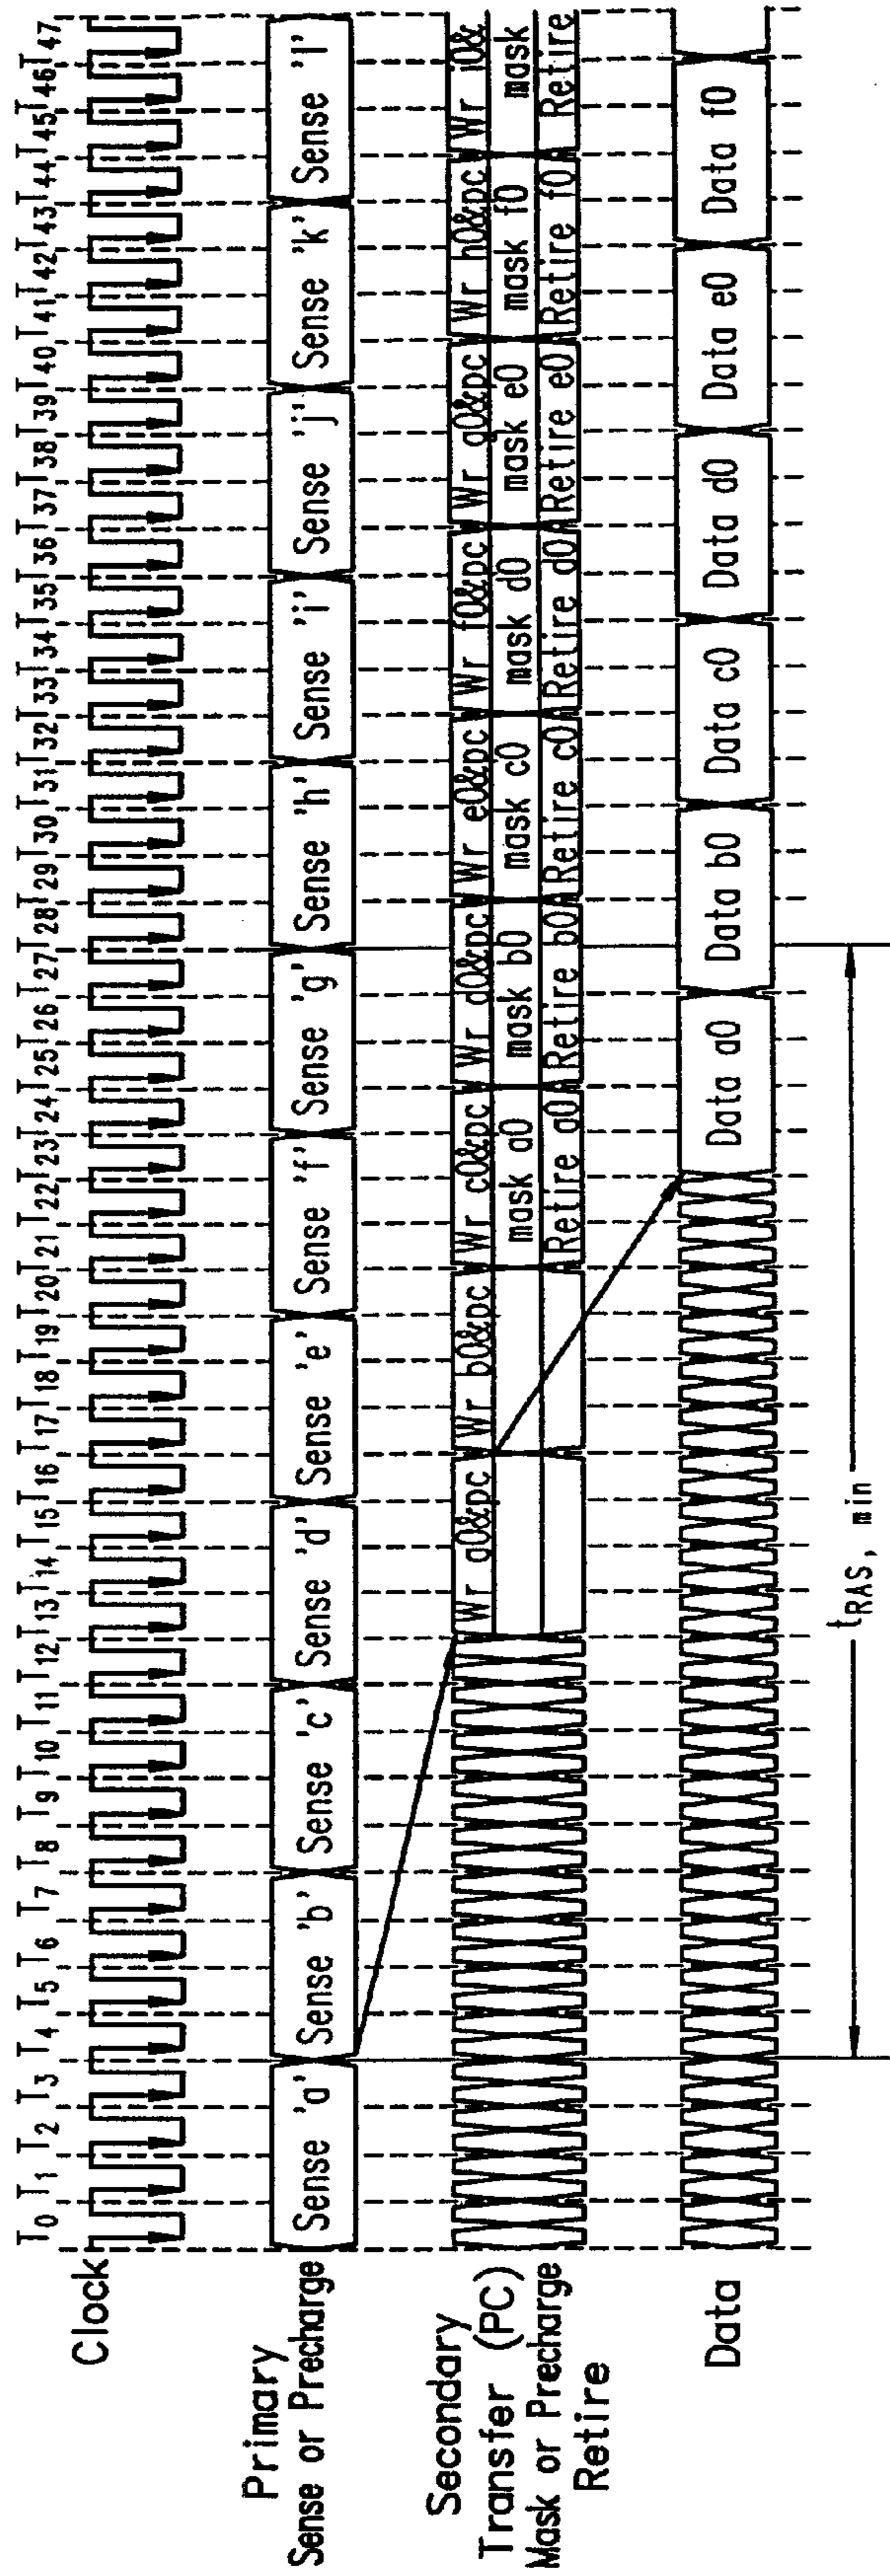 T0 T1 T2 T3 T4 T5 T6 T7 T8 T9 T10 T11 T12 T13 T14 T15 T16 T17 T18 T19 T20 T21 T22 T23 T24 T25 T26 T27 T28 T29 T30 T31 T32 T33 T34 T35 T36 T37 T38 T39 T40 T41 T42 T43 T44 T45 T46 T47
Clock
Primary
Sense or Precharge
Sense 'a' Sense 'b' Sense 'c' Sense 'd' Sense 'e' Sense 'f' Sense 'g' Sense 'h' Sense 'i' Sense 'j' Sense 'k' Sense 'l'
Secondary
Transfer (PC)
Mask or Precharge
Retire
Wr a0&pc Wr b0&pc Wr c0&pc Wr d0&pc Wr e0&pc Wr f0&pc Wr g0&pc Wr h0&pc Wr i0&
mask a0 mask b0 mask c0 mask d0 mask e0 mask f0 mask
Retire a0 Retire b0 Retire c0 Retire d0 Retire e0 Retire f0 Retire
Data
Data a0 Data b0 Data c0 Data d0 Data e0 Data f0
tRAS, min